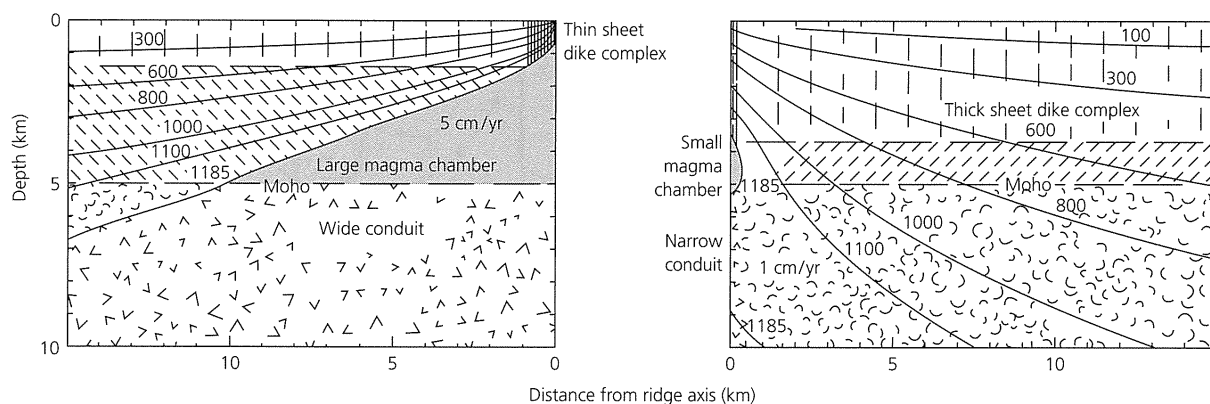 0
5
10
Depth (km)
300
600
800
1000
1100
1185
Moho
5 cm/yr
Large magma chamber
Wide conduit
10
5
0
Thin sheet
dike complex
Small
magma
chamber
Narrow
conduit
100
300
Thick sheet dike complex
600
Moho
1185
800
1000
1100
1 cm/yr
1185
0
5
10
Distance from ridge axis (km)